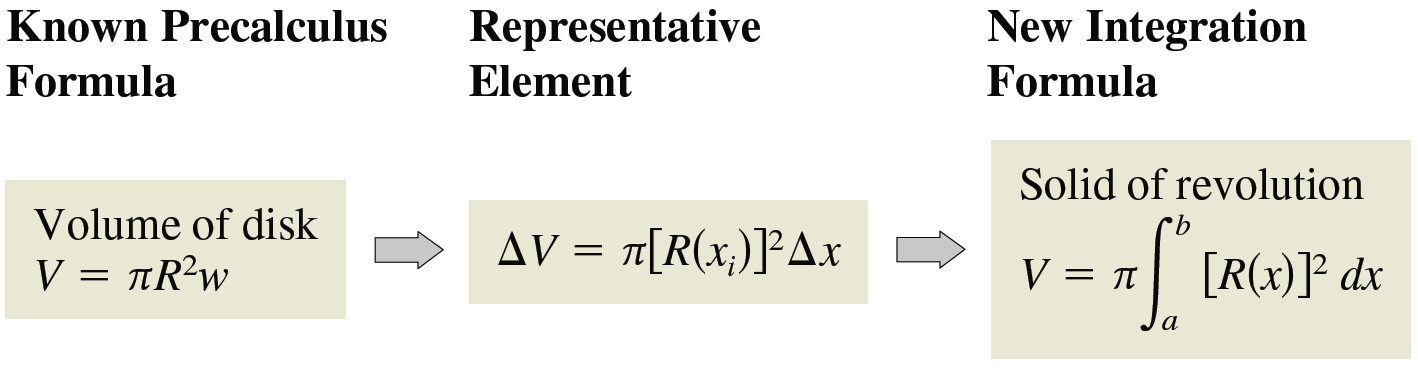 Known Precalculus
Formula
Representative
Element
New Integration
Formula
Volume of disk
V = πR²w
ΔV = π[R(xᵢ)]²Δx
Solid of revolution
V = π∫ₐᵇ [R(x)]² dx